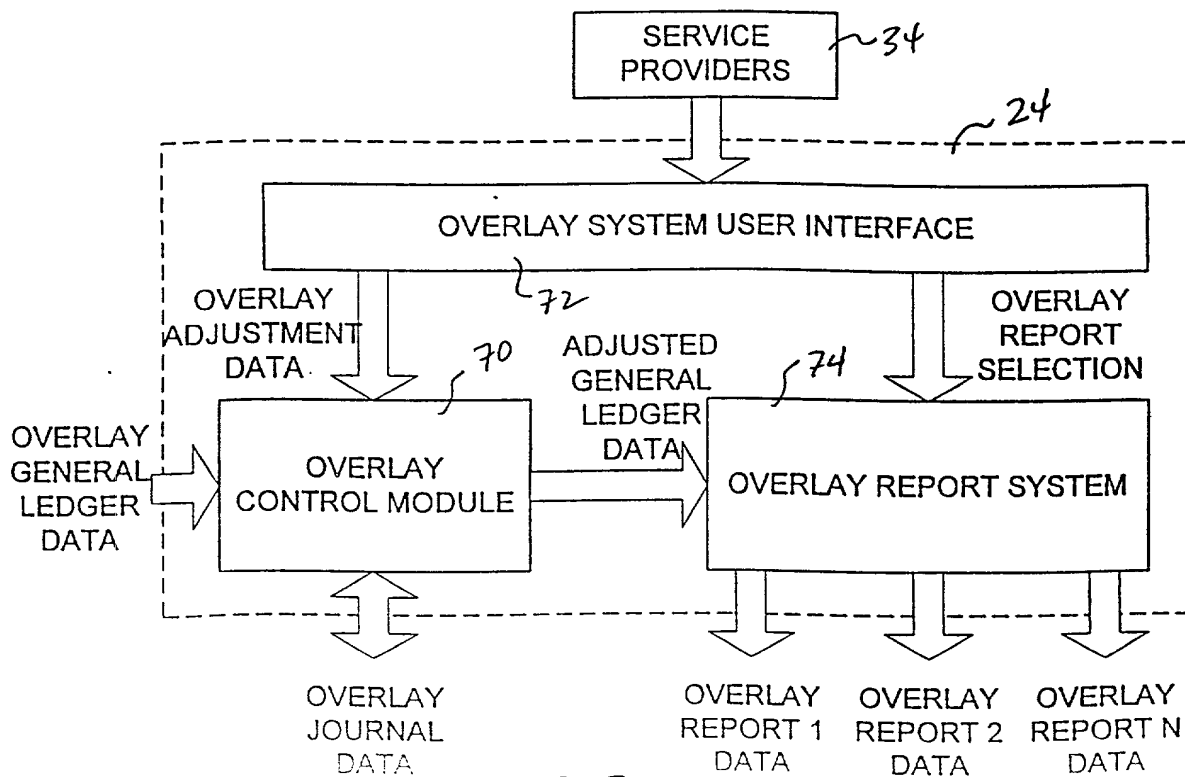 SERVICE
PROVIDERS
34
24
OVERLAY SYSTEM USER INTERFACE
72
OVERLAY
ADJUSTMENT
DATA
OVERLAY
REPORT
SELECTION
70
ADJUSTED
GENERAL
LEDGER
DATA
74
OVERLAY
GENERAL
LEDGER
DATA
OVERLAY
CONTROL MODULE
OVERLAY REPORT SYSTEM
OVERLAY
JOURNAL
DATA
OVERLAY
REPORT 1
DATA
OVERLAY
REPORT 2
DATA
OVERLAY
REPORT N
DATA